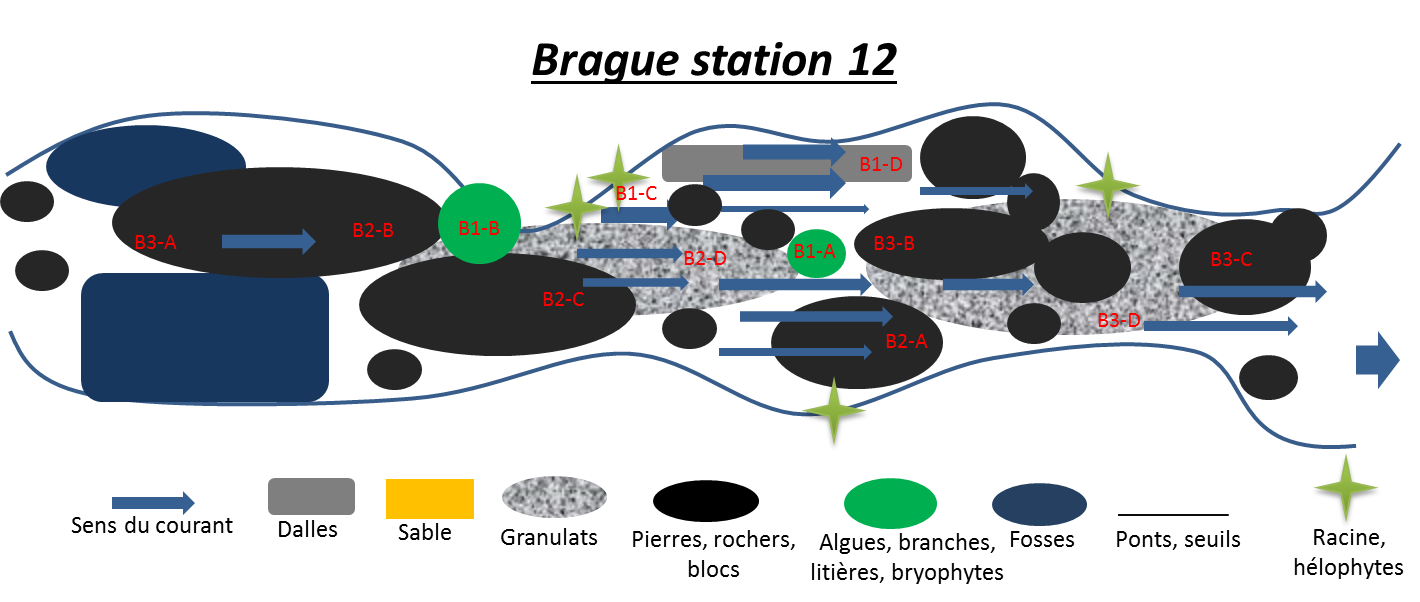 Brague station 12
B1-D
B1-C
B3-A
B2-B
B1-B
B2-D
B1-A
B3-B
B3-C
B2-C
B3-D
B2-A
Sens du courant
Dalles
Sable
Granulats
Pierres, rochers,
blocs
Algues, branches,
litières, bryophytes
Fosses
Ponts, seuils
Racine,
hélophytes